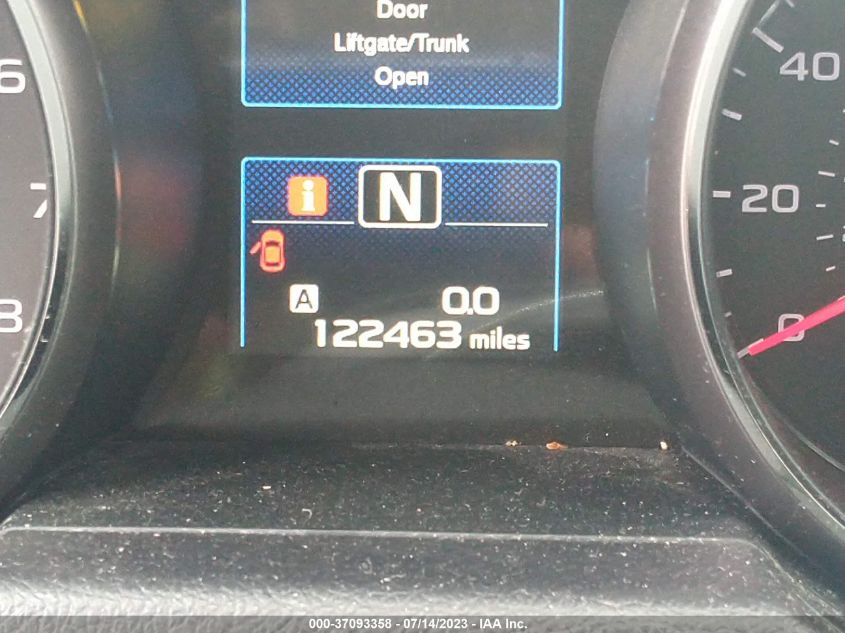 Door
Liftgate/Trunk
Open
6
7
8
i
N
A
0.0
122463 miles
40
20
0
000-37093358 - 07/14/2023 - IAA Inc.